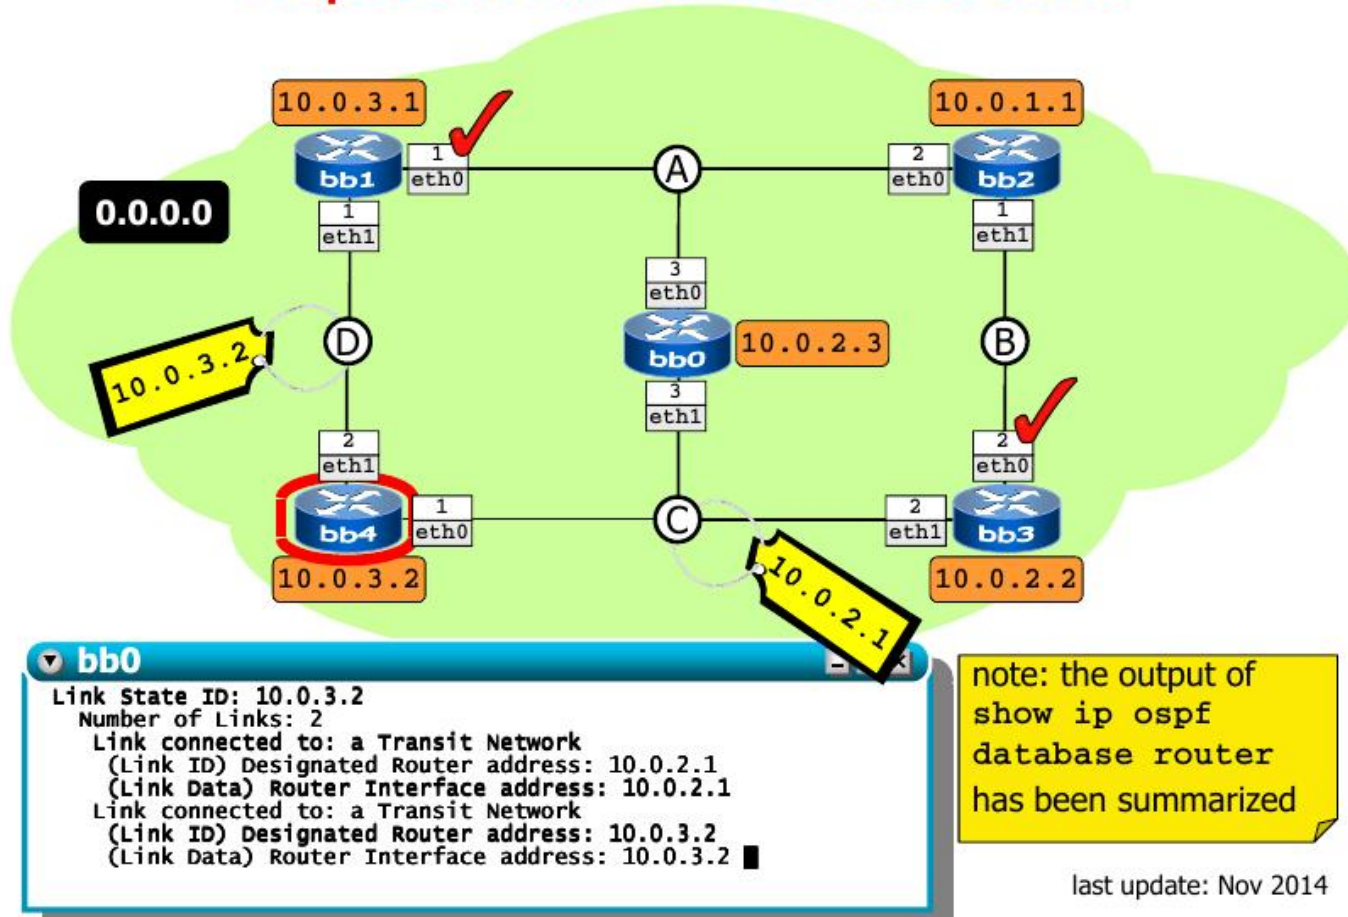 10.0.3.1
10.0.1.1
1
eth0
A
2
eth0
bb1
bb2
0.0.0.0
1
eth1
1
eth1
3
eth0
10.0.3.2
D
bb0
10.0.2.3
B
3
eth1
2
eth1
2
eth0
bb4
1
eth0
C
2
eth1
bb3
10.0.3.2
10.0.2.1
10.0.2.2
bb0
Link State ID: 10.0.3.2
Number of Links: 2
Link connected to: a Transit Network
(Link ID) Designated Router address: 10.0.2.1
(Link Data) Router Interface address: 10.0.2.1
Link connected to: a Transit Network
(Link ID) Designated Router address: 10.0.3.2
(Link Data) Router Interface address: 10.0.3.2
note: the output of
show ip ospf
database router
has been summarized
last update: Nov 2014